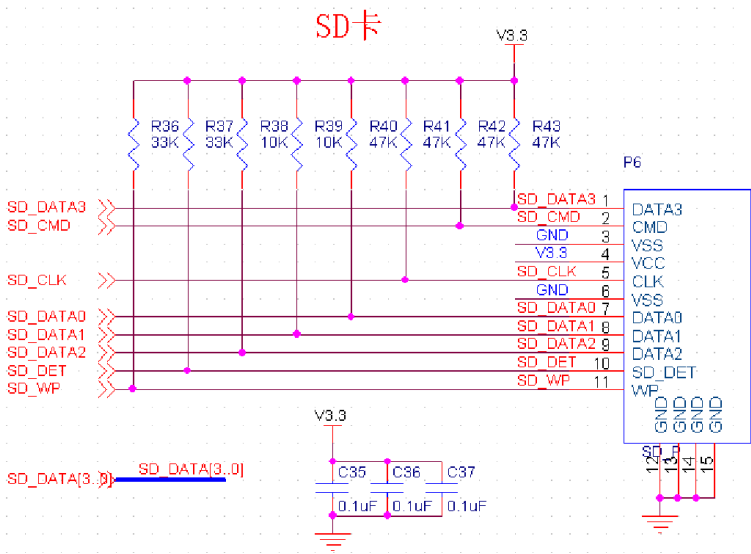 SD卡
V3.3
R36 R37 R38 R39 R40 R41 R42 R43
33K 33K 10K 10K 47K 47K 47K 47K
P6
SD_DATA3 SD_DATA3 1 DATA3
SD_CMD SD_CMD 2 CMD
GND 3 VSS
V3.3 4 VCC
SD_CLK SD_CLK 5 CLK
GND 6 VSS
SD_DATA0 SD_DATA0 7 DATA0
SD_DATA1 SD_DATA1 8 DATA1
SD_DATA2 SD_DATA2 9 DATA2
SD_DET SD_DET 10 SD_DET
SD_WP SD_WP 11 WP
GND GND GND GND
12 13 14 15
V3.3
SD_DATA[3..0] SD_DATA[3..0]
C35 C36 C37
0.1uF 0.1uF 0.1uF